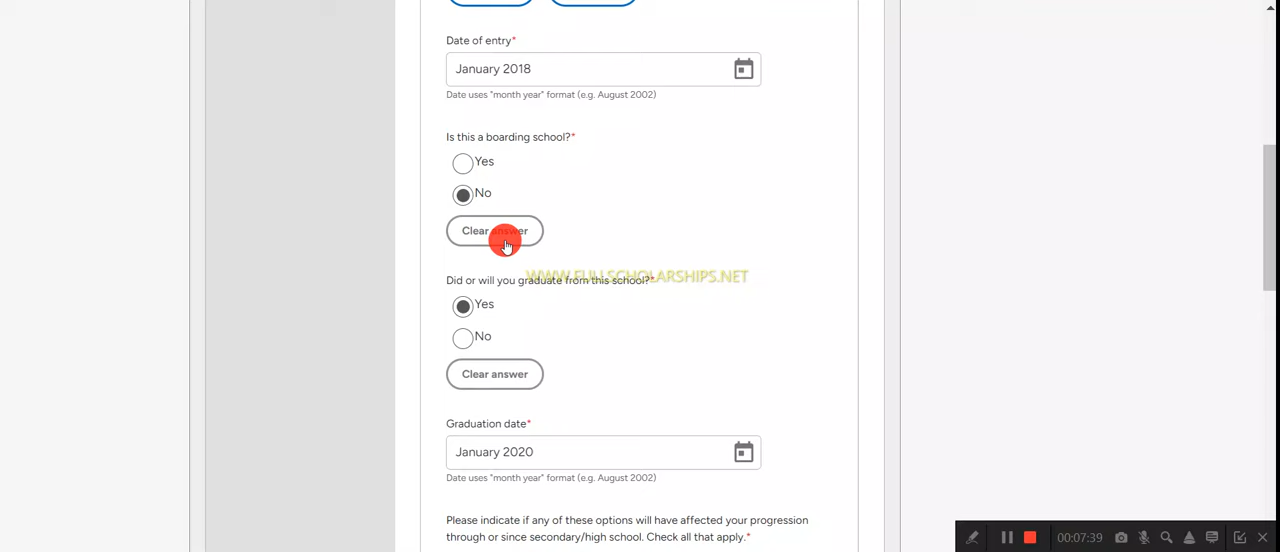 Date of entry*
January 2018
Date uses "month year" format (e.g. August 2002)
Is this a boarding school?*
Yes
No
Clear answer
WWW.FULLSCHOLARSHIPS.NET
Did or will you graduate from this school?*
Yes
No
Clear answer
Graduation date*
January 2020
Date uses "month year" format (e.g. August 2002)
Please indicate if any of these options will have affected your progression
through or since secondary/high school. Check all that apply.*
00:07:39